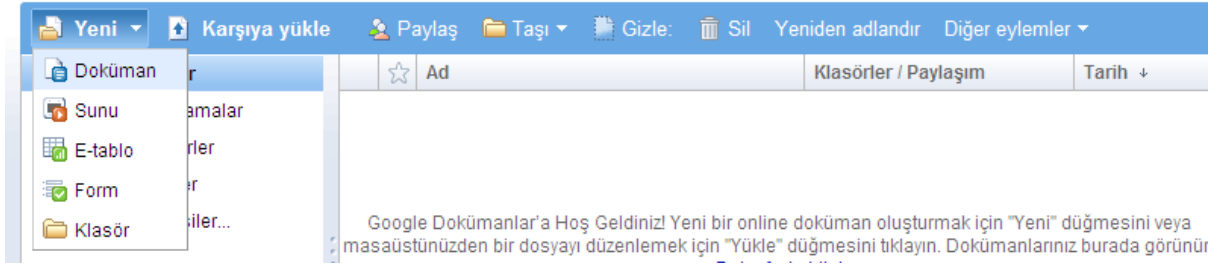 Yeni Karşıya yükle Paylaş Taşı Gizle: Sil Yeniden adlandır Diğer eylemler
Doküman
Sunu
E-tablo
Form
Klasör
Ad Klasörler / Paylaşım Tarih
Google Dokümanlar'a Hoş Geldiniz! Yeni bir online doküman oluşturmak için "Yeni" düğmesini veya
masaüstünüzden bir dosyayı düzenlemek için "Yükle" düğmesini tıklayın. Dokümanlarınız burada görünür